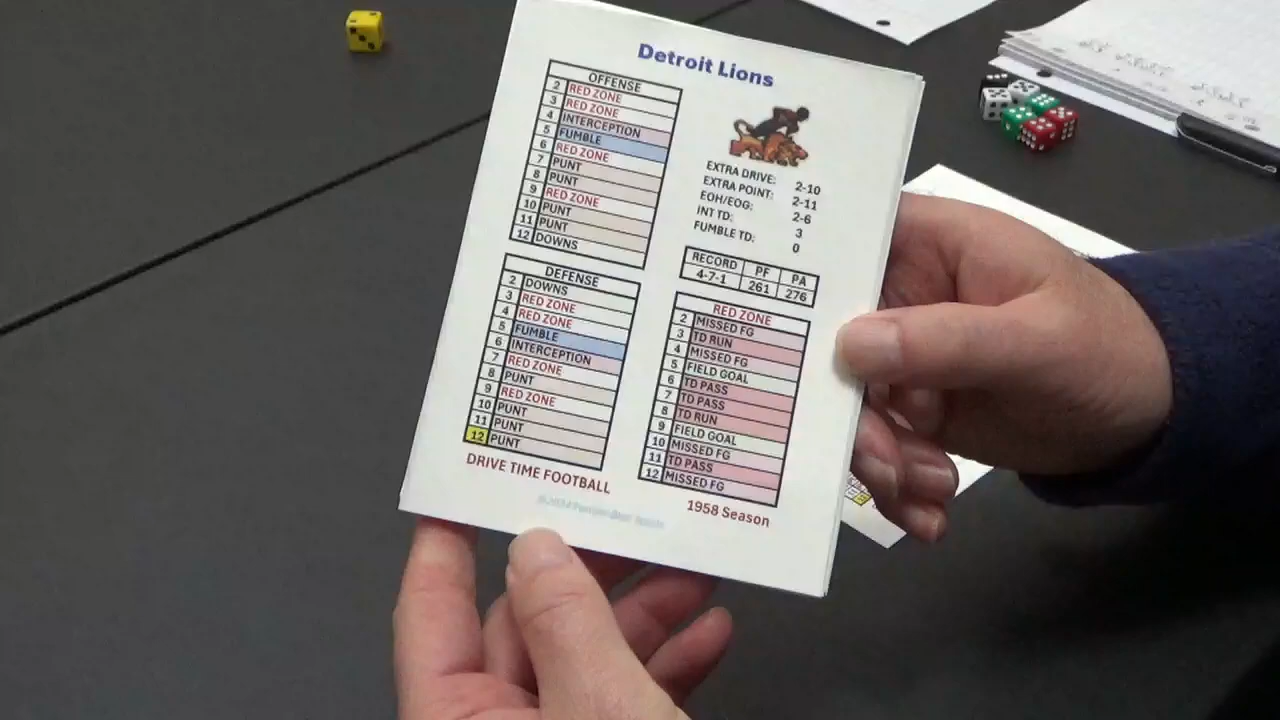 Detroit Lions
OFFENSE
2 RED ZONE
3 RED ZONE
4 INTERCEPTION
5 FUMBLE
6 RED ZONE
7 PUNT
8 PUNT
9 RED ZONE
10 PUNT
11 PUNT
12 DOWNS
DEFENSE
2 DOWNS
3 RED ZONE
4 RED ZONE
5 FUMBLE
6 INTERCEPTION
7 RED ZONE
8 PUNT
9 RED ZONE
10 PUNT
11 PUNT
12 PUNT
EXTRA DRIVE: 2-10
EXTRA POINT: 2-11
EOH/EOG: 2-6
INT TD: 3
FUMBLE TD: 0
RECORD PF PA
4-7-1 261 276
RED ZONE
2 MISSED FG
3 TD RUN
4 MISSED FG
5 FIELD GOAL
6 TD PASS
7 TD PASS
8 TD RUN
9 FIELD GOAL
10 MISSED FG
11 TD PASS
12 MISSED FG
DRIVE TIME FOOTBALL
1958 Season